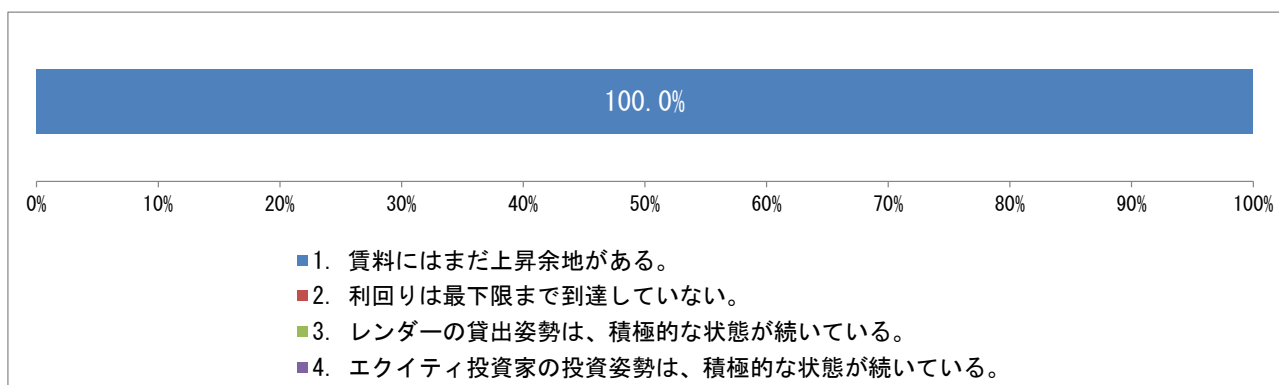 100.0%
0% 10% 20% 30% 40% 50% 60% 70% 80% 90% 100%
1. 賃料にはまだ上昇余地がある。
2. 利回りは最下限まで到達していない。
3. レンダーの貸出姿勢は、積極的な状態が続いている。
4. エクイティ投資家の投資姿勢は、積極的な状態が続いている。